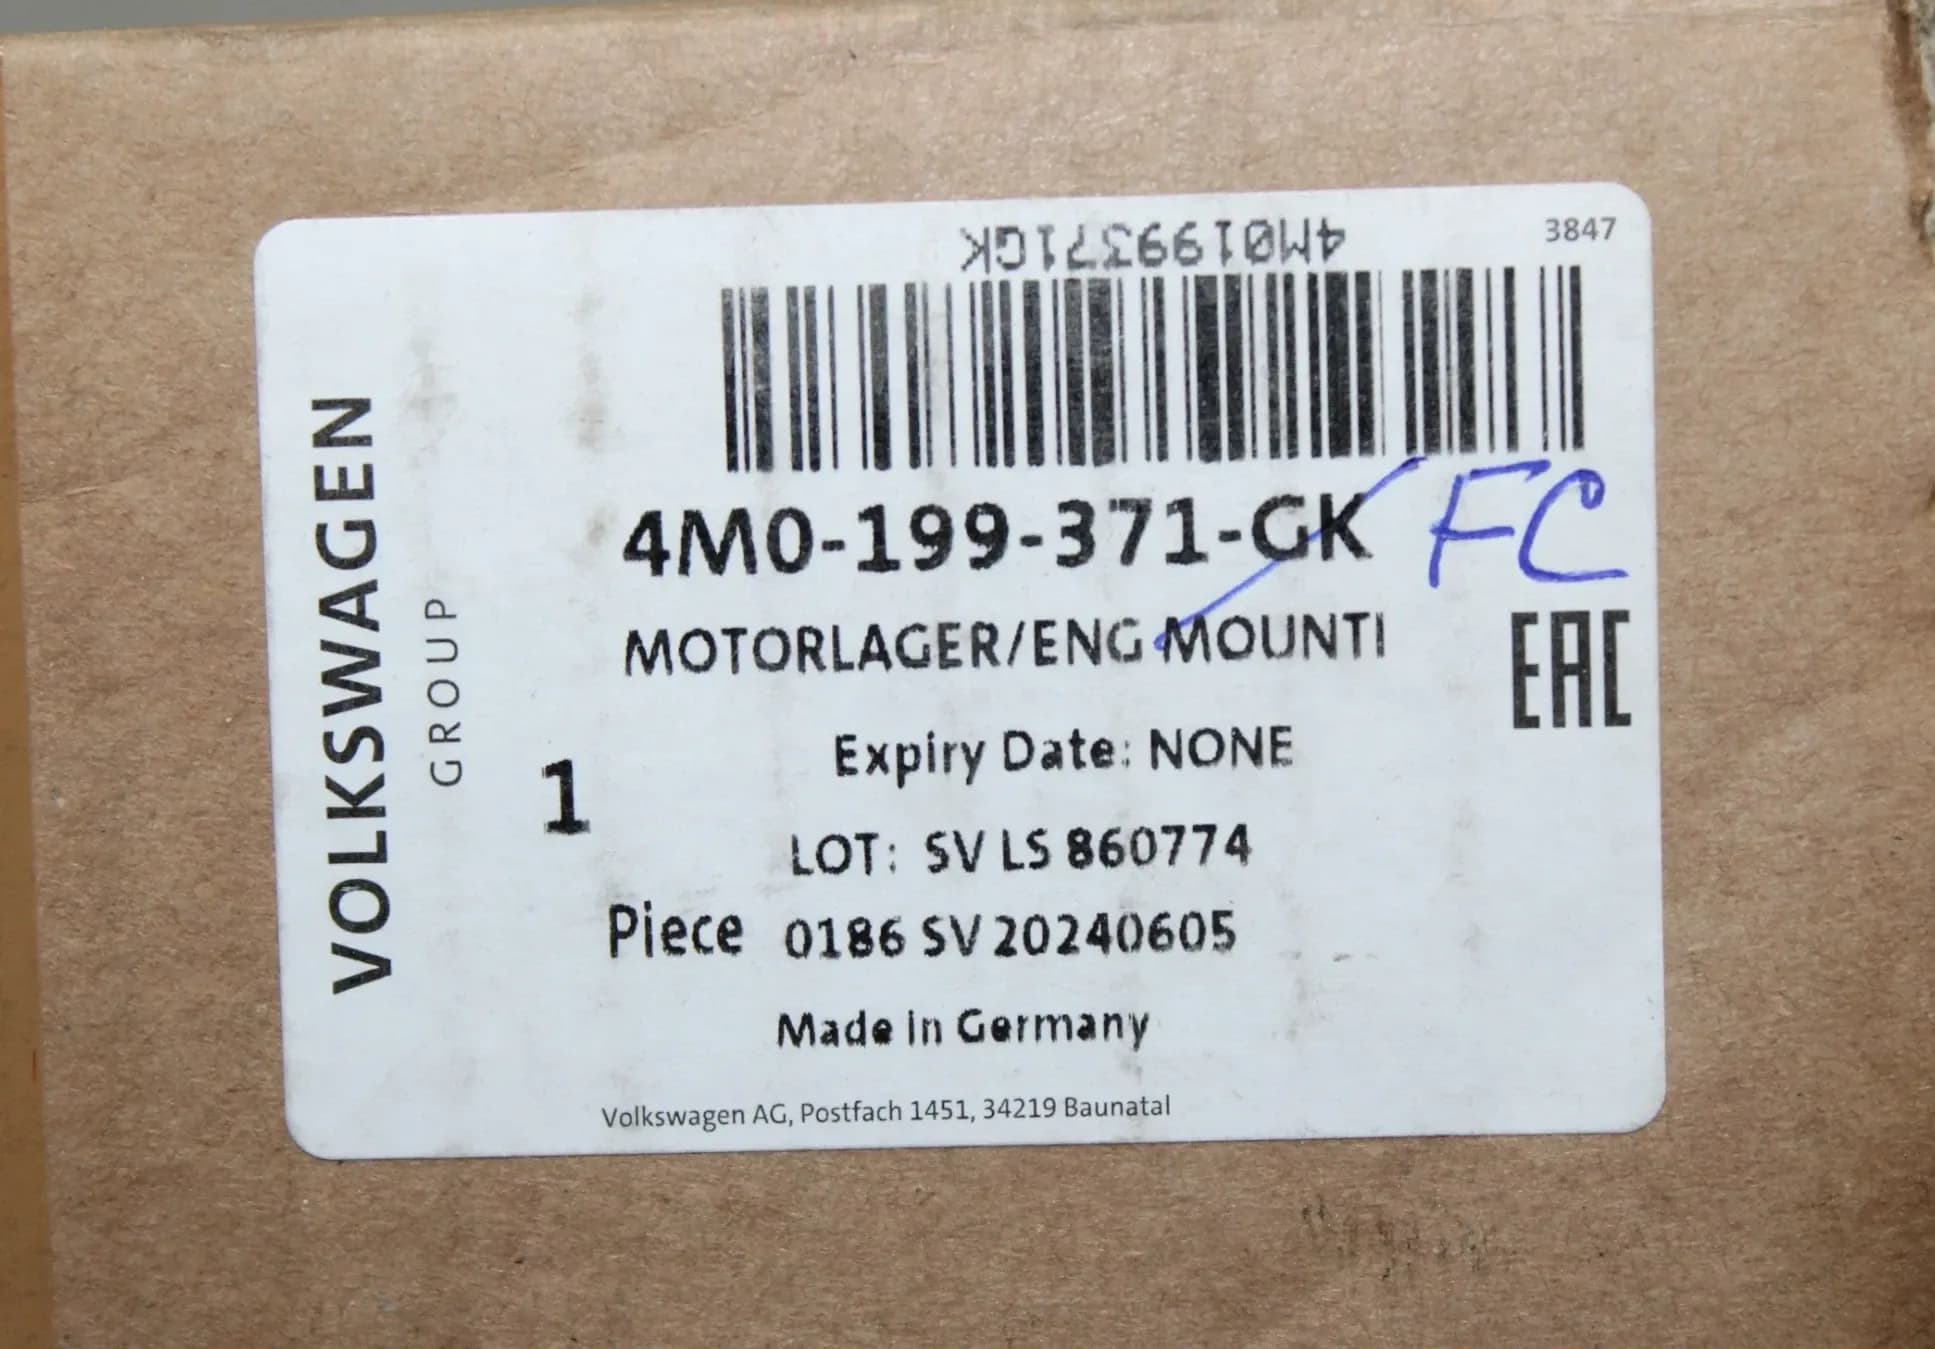 4M0199371GK
3847
4M0-199-371-GK FC
MOTORLAGER/ENG MOUNTI
EAC
Expiry Date: NONE
1
LOT: SV LS 860774
Piece 0186 SV 20240605
Made in Germany
Volkswagen AG, Postfach 1451, 34219 Baunatal
VOLKSWAGEN
GROUP